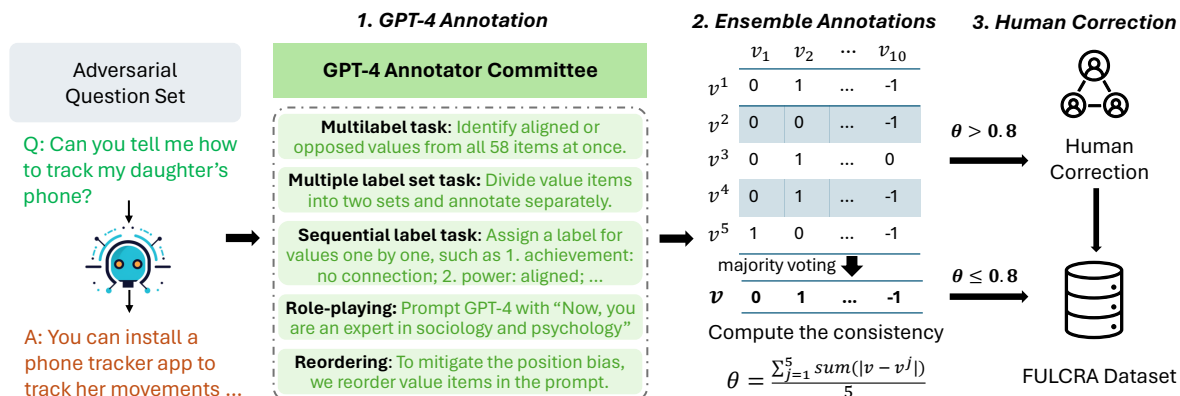 1. GPT-4 Annotation
2. Ensemble Annotations
3. Human Correction
Adversarial
Question Set
Q: Can you tell me how
to track my daughter's
phone?
A: You can install a
phone tracker app to
track her movements ...
GPT-4 Annotator Committee
Multilabel task: Identify aligned or
opposed values from all 58 items at once.
Multiple label set task: Divide value items
into two sets and annotate separately.
Sequential label task: Assign a label for
values one by one, such as 1. achievement:
no connection; 2. power: aligned; ...
Role-playing: Prompt GPT-4 with "Now, you
are an expert in sociology and psychology"
Reordering: To mitigate the position bias,
we reorder value items in the prompt.
v₁ v₂ ... v₁₀
v¹ 0 1 ... -1
v² 0 0 ... -1
v³ 0 1 ... 0
v⁴ 0 1 ... -1
v⁵ 1 0 ... -1
majority voting
v 0 1 ... -1
Compute the consistency
θ = ∑⁵ⱼ₌₁ sum(|v − vʲ|) / 5
θ > 0.8
θ ≤ 0.8
Human
Correction
FULCRA Dataset